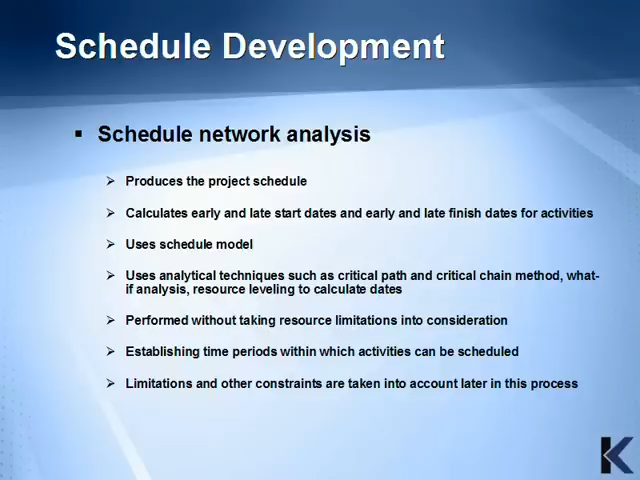 Schedule Development
Schedule network analysis
Produces the project schedule
Calculates early and late start dates and early and late finish dates for activities
Uses schedule model
Uses analytical techniques such as critical path and critical chain method, what-
if analysis, resource leveling to calculate dates
Performed without taking resource limitations into consideration
Establishing time periods within which activities can be scheduled
Limitations and other constraints are taken into account later in this process
K